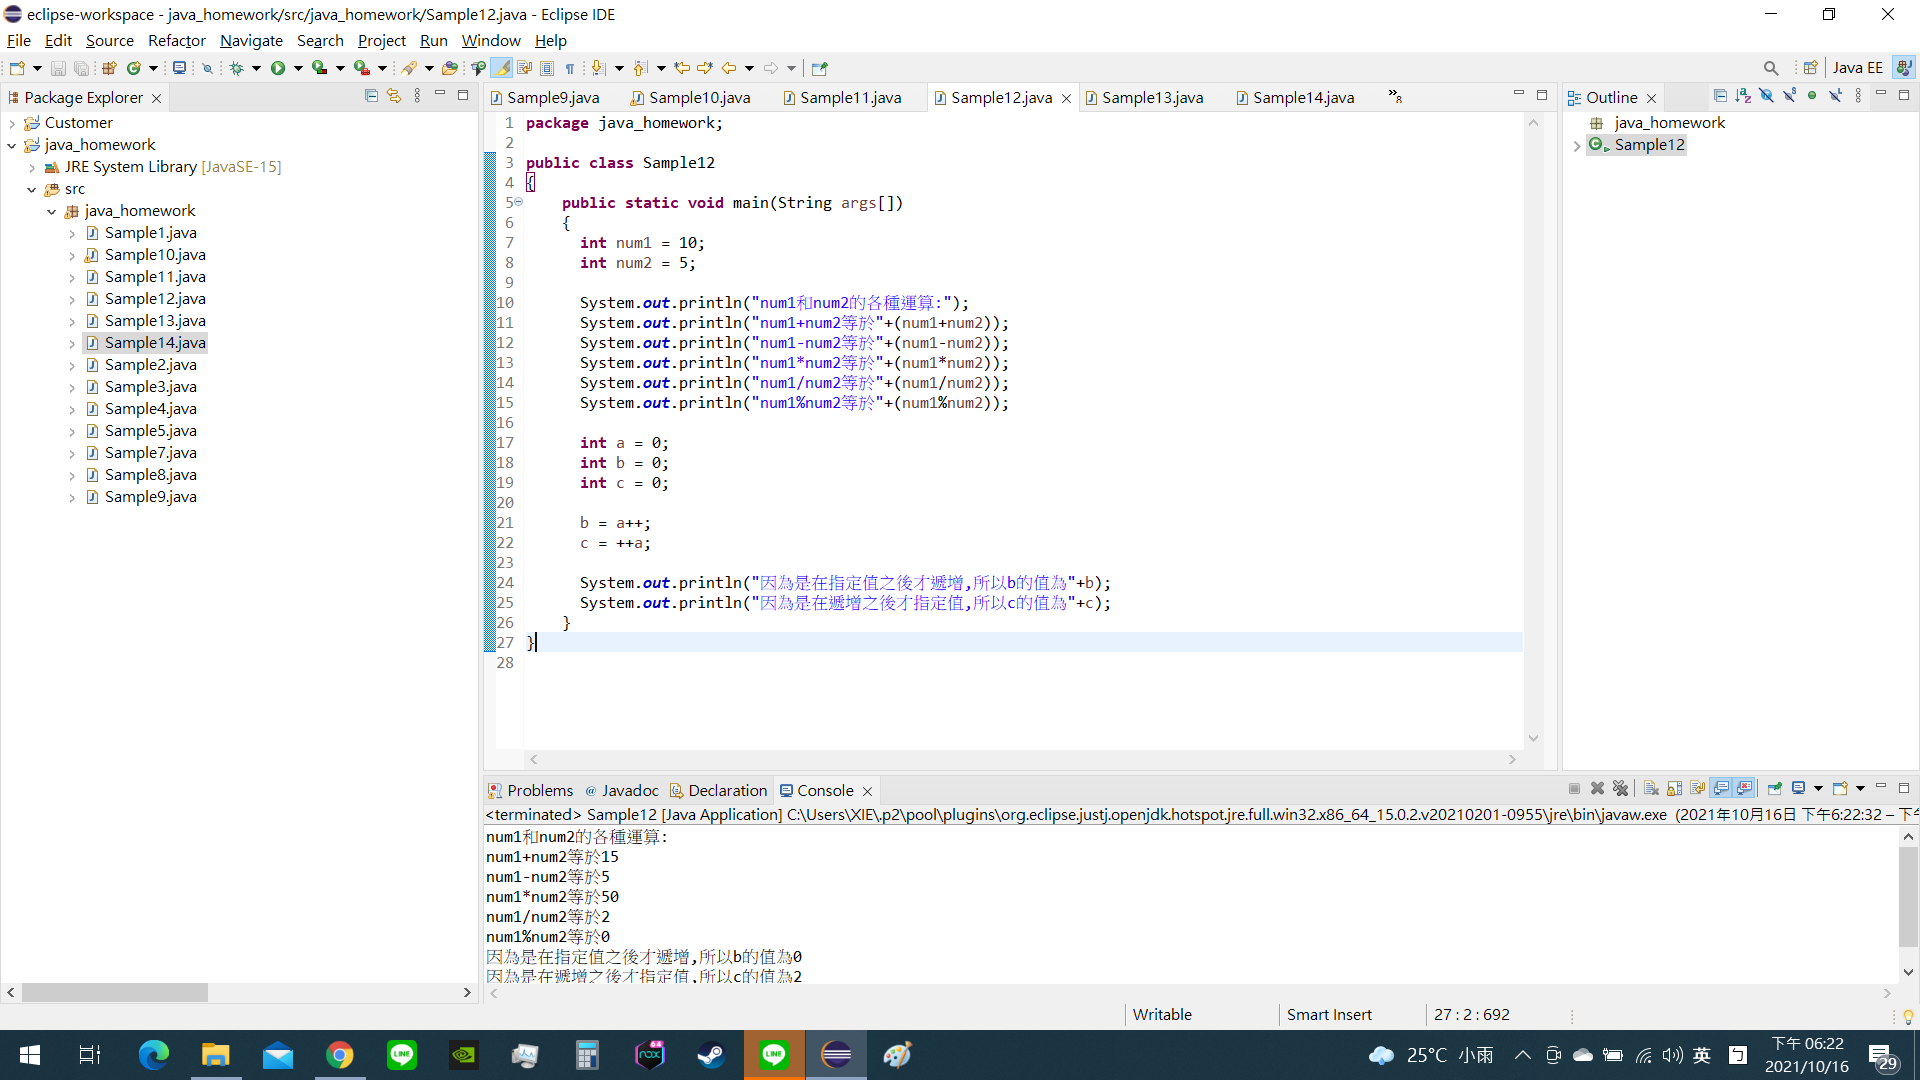 eclipse-workspace - java_homework/src/java_homework/Sample12.java - Eclipse IDE
File Edit Source Refactor Navigate Search Project Run Window Help
Java EE
Package Explorer
Customer
java_homework
JRE System Library [JavaSE-15]
src
java_homework
Sample1.java
Sample10.java
Sample11.java
Sample12.java
Sample13.java
Sample14.java
Sample2.java
Sample3.java
Sample4.java
Sample5.java
Sample7.java
Sample8.java
Sample9.java
Sample9.java Sample10.java Sample11.java Sample12.java Sample13.java Sample14.java »8
1 package java_homework;
2
3 public class Sample12
4 {
5 public static void main(String args[])
6 {
7 int num1 = 10;
8 int num2 = 5;
9
10 System.out.println("num1和num2的各種運算:");
11 System.out.println("num1+num2等於"+(num1+num2));
12 System.out.println("num1-num2等於"+(num1-num2));
13 System.out.println("num1*num2等於"+(num1*num2));
14 System.out.println("num1/num2等於"+(num1/num2));
15 System.out.println("num1%num2等於"+(num1%num2));
16
17 int a = 0;
18 int b = 0;
19 int c = 0;
20
21 b = a++;
22 c = ++a;
23
24 System.out.println("因為是在指定值之後才遞增,所以b的值為"+b);
25 System.out.println("因為是在遞增之後才指定值,所以c的值為"+c);
26 }
27 }
28
Outline
java_homework
Sample12
Problems @ Javadoc Declaration Console
<terminated> Sample12 [Java Application] C:\Users\XIE\.p2\pool\plugins\org.eclipse.justj.openjdk.hotspot.jre.full.win32.x86_64_15.0.2.v20210201-0955\jre\bin\javaw.exe (2021年10月16日 下午6:22:32 – 下午
num1和num2的各種運算:
num1+num2等於15
num1-num2等於5
num1*num2等於50
num1/num2等於2
num1%num2等於0
因為是在指定值之後才遞增,所以b的值為0
因為是在遞增之後才指定值,所以c的值為2
Writable Smart Insert 27 : 2 : 692
25°C 小雨 英 下午 06:22
2021/10/16
29